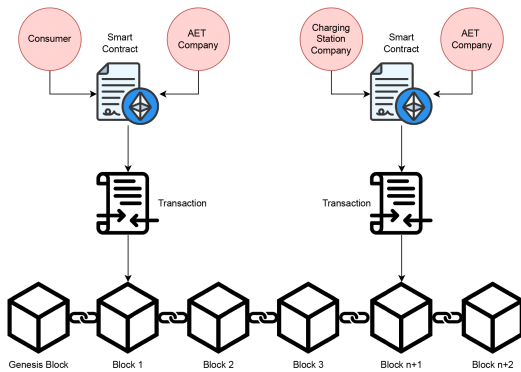 Consumer
Smart
Contract
AET
Company
Charging
Station
Company
Smart
Contract
AET
Company
Transaction
Transaction
Genesis Block
Block 1
Block 2
Block 3
Block n+1
Block n+2